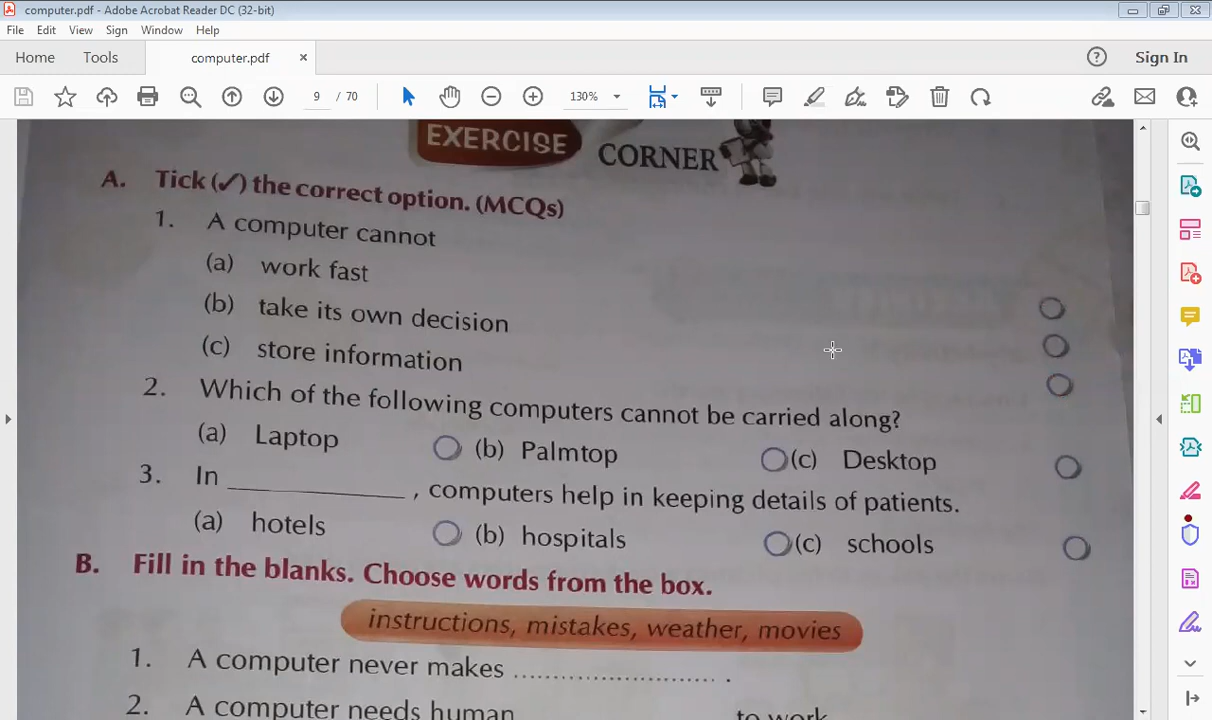 computer.pdf - Adobe Acrobat Reader DC (32-bit)
File Edit View Sign Window Help
Home Tools computer.pdf Sign In
9 / 70 130%
EXERCISE CORNER
A. Tick (✓) the correct option. (MCQs)
1. A computer cannot
(a) work fast
(b) take its own decision
(c) store information
2. Which of the following computers cannot be carried along?
(a) Laptop (b) Palmtop (c) Desktop
3. In ____________ , computers help in keeping details of patients.
(a) hotels (b) hospitals (c) schools
B. Fill in the blanks. Choose words from the box.
instructions, mistakes, weather, movies
1. A computer never makes ........................... .
2. A computer needs human to work